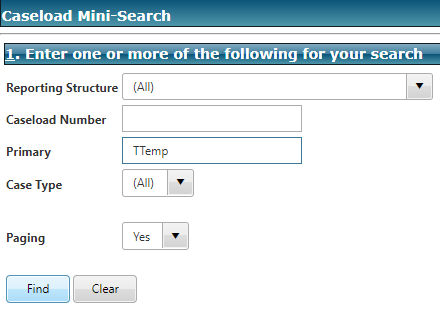 Caseload Mini-Search
1. Enter one or more of the following for your search
Reporting Structure (All)
Caseload Number
Primary TTemp
Case Type (All)
Paging Yes
Find Clear